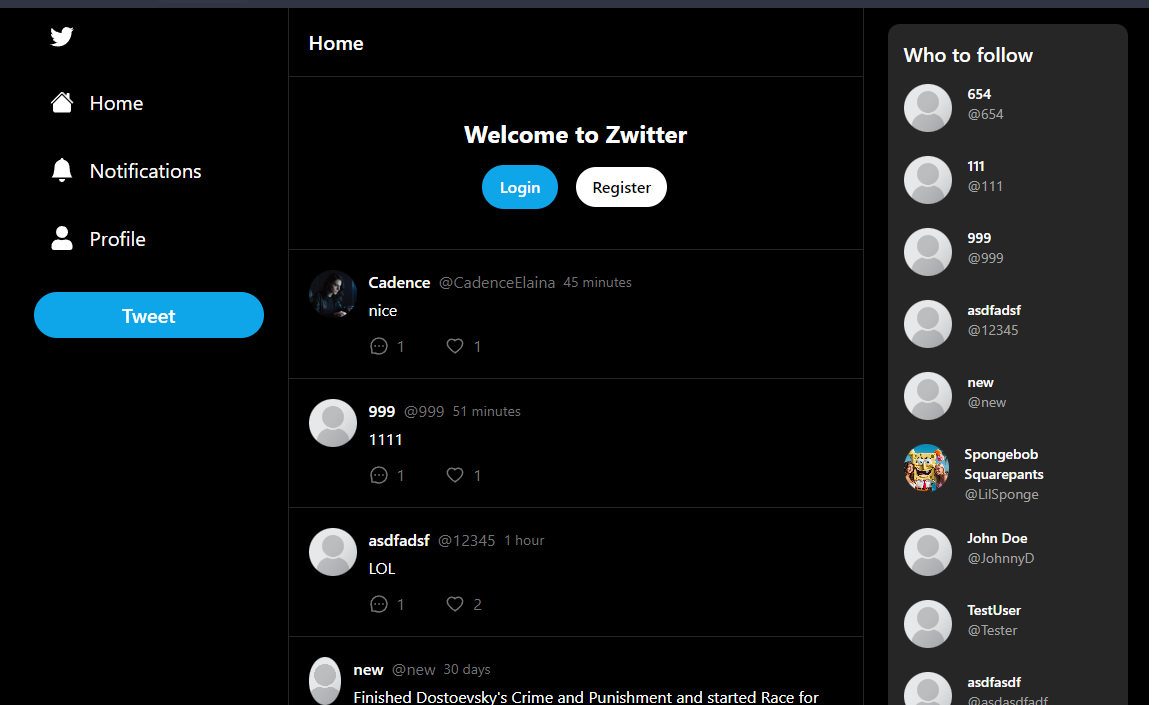 Home
Notifications
Profile
Tweet
Home
Welcome to Zwitter
Login Register
Cadence @CadenceElaina 45 minutes
nice
1 1
999 @999 51 minutes
1111
1 1
asdfadsf @12345 1 hour
LOL
1 2
new @new 30 days
Finished Dostoevsky's Crime and Punishment and started Race for
Who to follow
654
@654
111
@111
999
@999
asdfadsf
@12345
new
@new
Spongebob
Squarepants
@LilSponge
John Doe
@JohnnyD
TestUser
@Tester
asdfasdf
@asdasdfadf